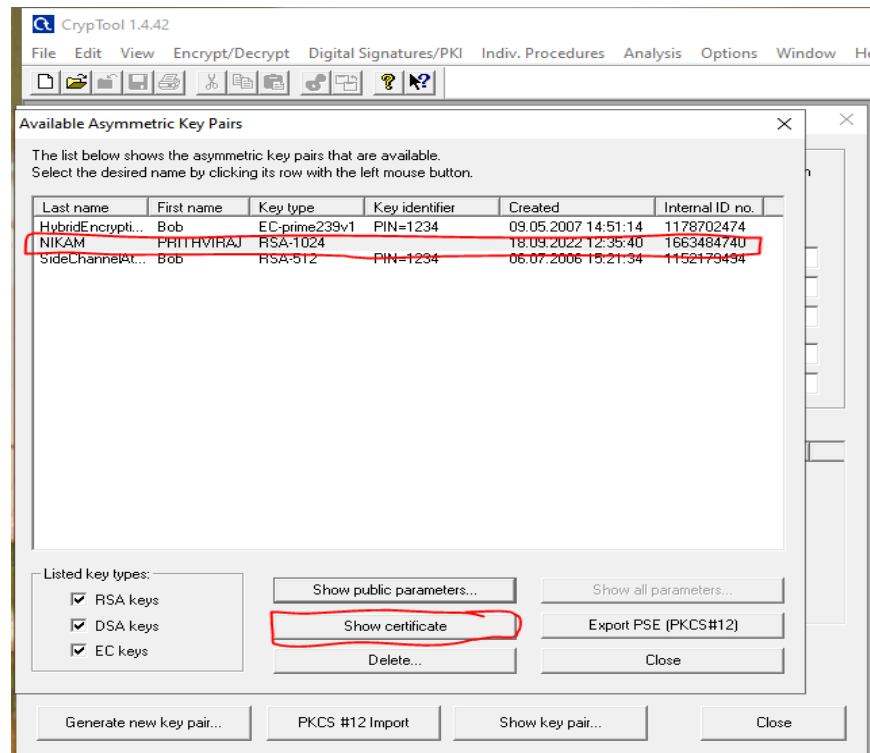 CrypTool 1.4.42
File Edit View Encrypt/Decrypt Digital Signatures/PKI Indiv. Procedures Analysis Options Window
Available Asymmetric Key Pairs
The list below shows the asymmetric key pairs that are available.
Select the desired name by clicking its row with the left mouse button.
Last name First name Key type Key identifier Created Internal ID no.
HybridEncrypti... Bob EC-prime239v1 PIN=1234 09.05.2007 14:51:14 1178702474
NIKAM PRITHVIRAJ RSA-1024 18.09.2022 12:35:40 1663484740
SideChannelAt... Bob RSA-512 PIN=1234 06.07.2006 15:21:34 1152179494
Listed key types:
RSA keys
DSA keys
EC keys
Show public parameters... Show all parameters...
Show certificate Export PSE (PKCS#12)
Delete... Close
Generate new key pair... PKCS #12 Import Show key pair... Close